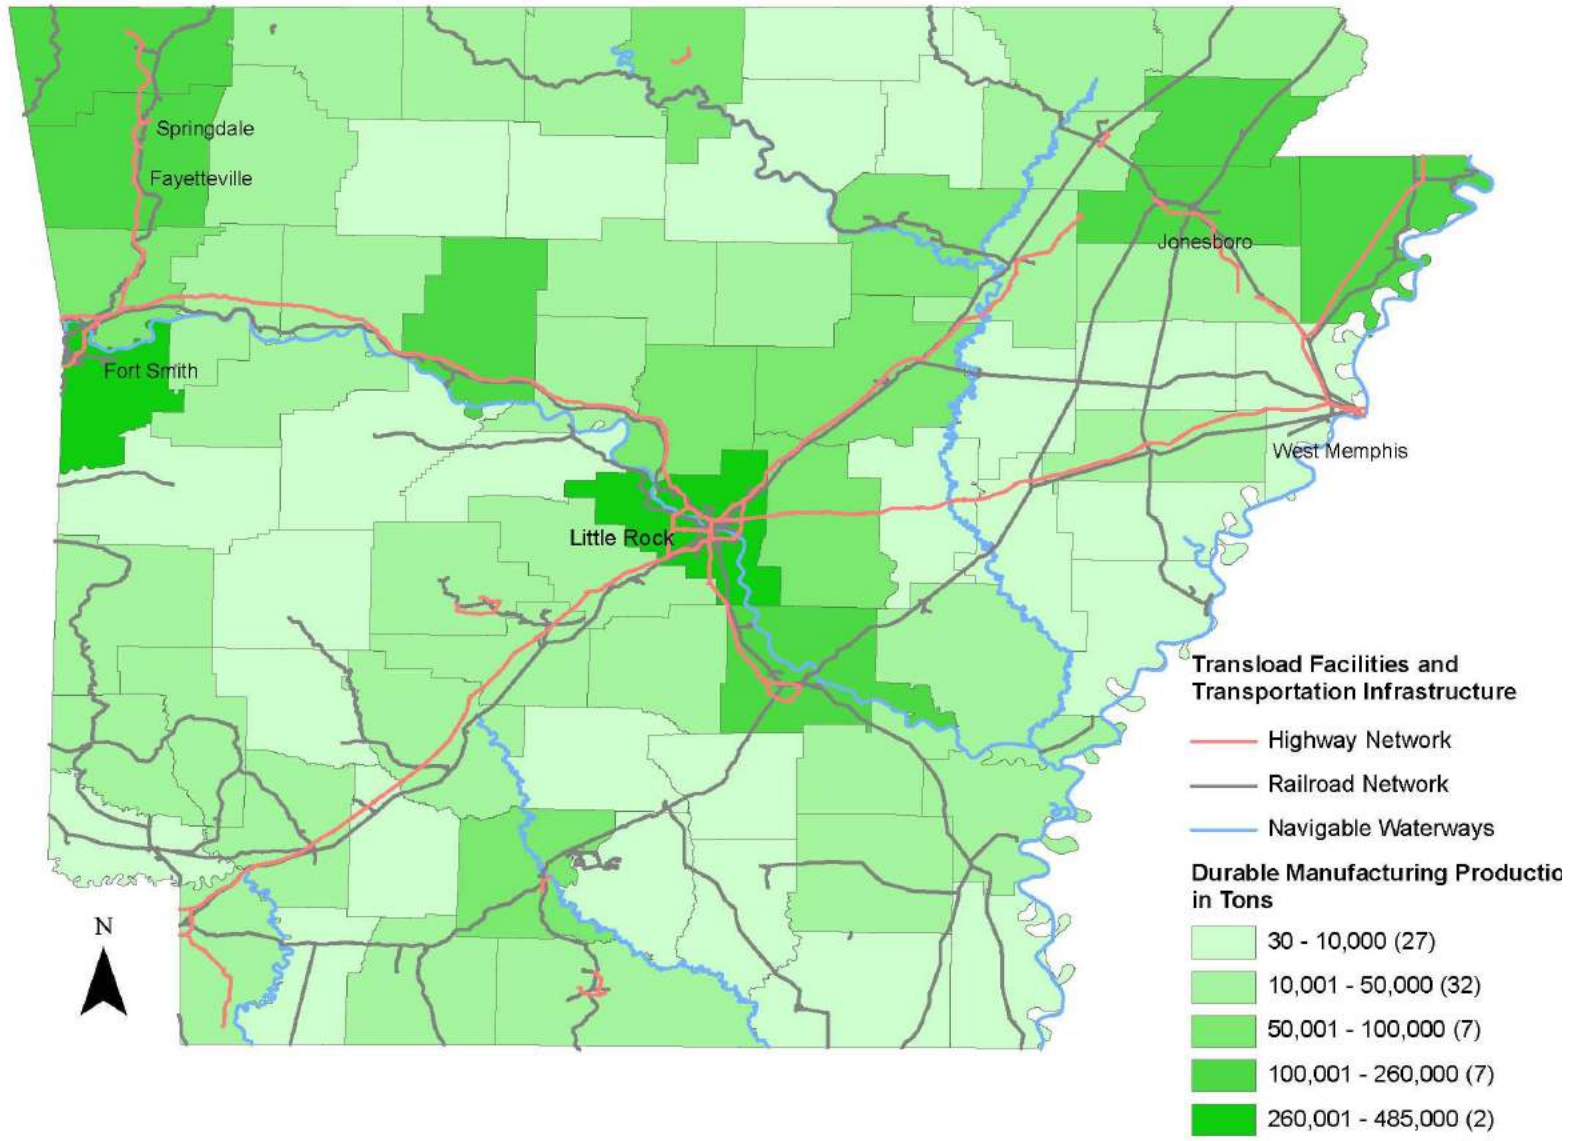 Springdale
Fayetteville
Jonesboro
Fort Smith
West Memphis
Little Rock
Transload Facilities and
Transportation Infrastructure
Highway Network
Railroad Network
Navigable Waterways
Durable Manufacturing Productio
in Tons
N
30 - 10,000 (27)
10,001 - 50,000 (32)
50,001 - 100,000 (7)
100,001 - 260,000 (7)
260,001 - 485,000 (2)